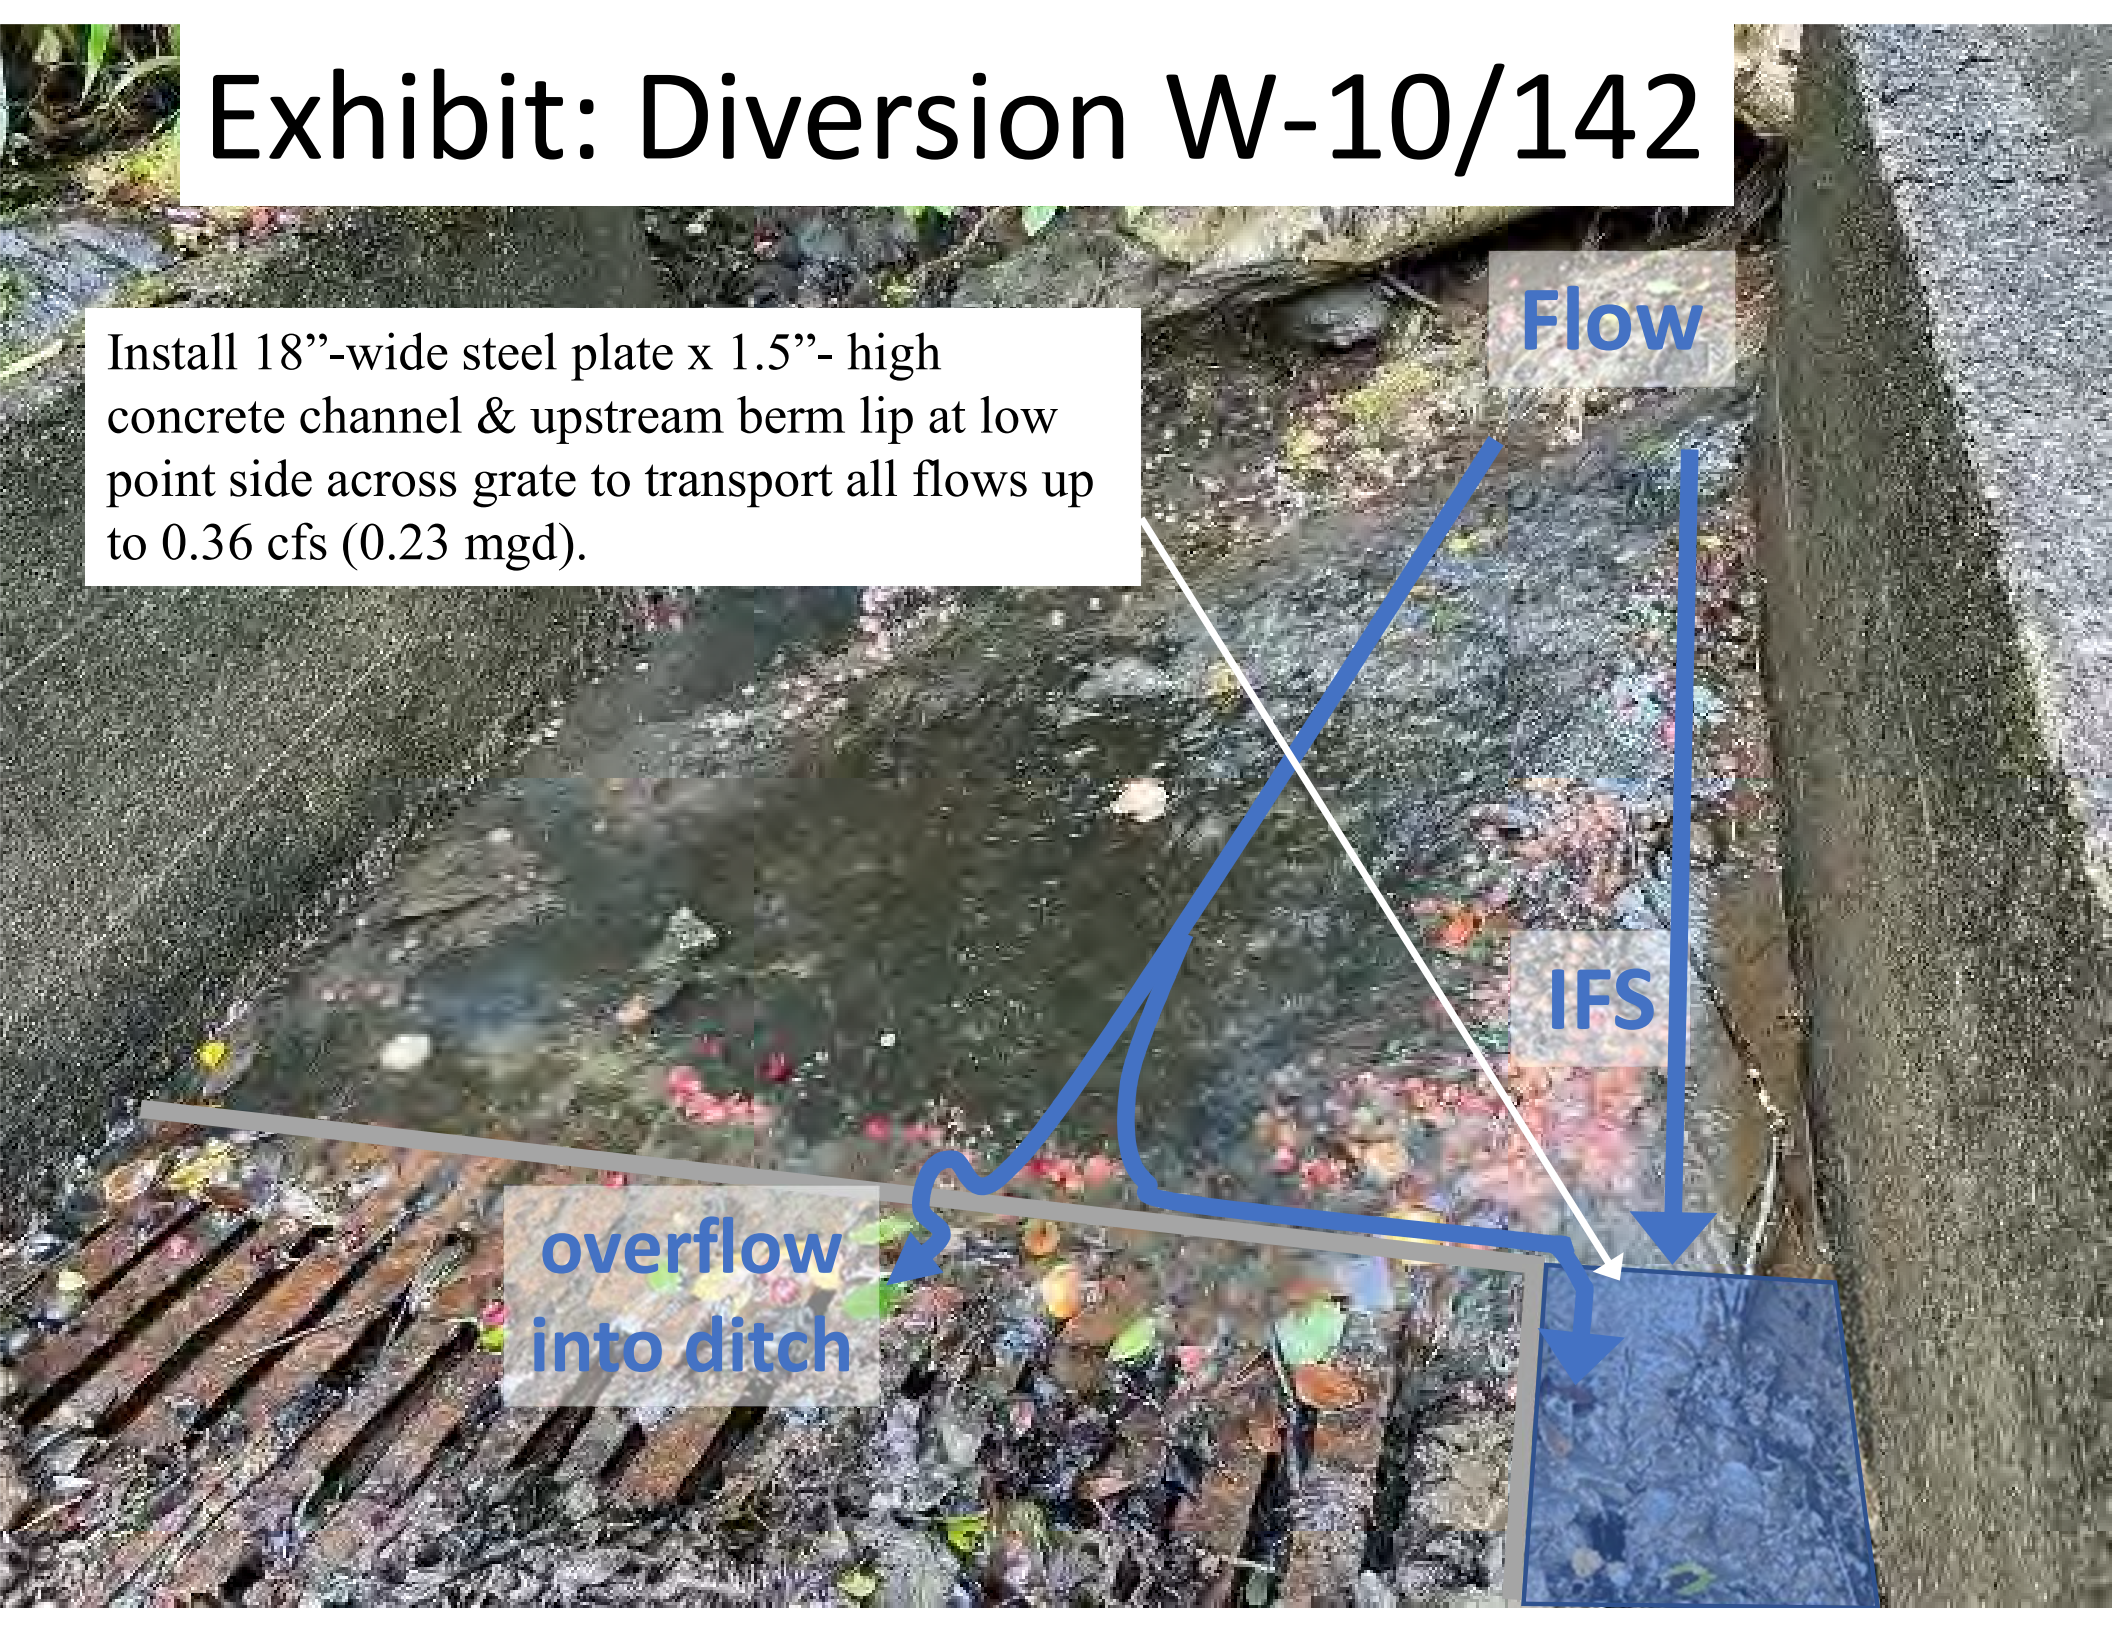 Exhibit: Diversion W-10/142
Flow
Install 18”-wide steel plate x 1.5”- high
concrete channel & upstream berm lip at low
point side across grate to transport all flows up
to 0.36 cfs (0.23 mgd).
IFS
overflow
into ditch